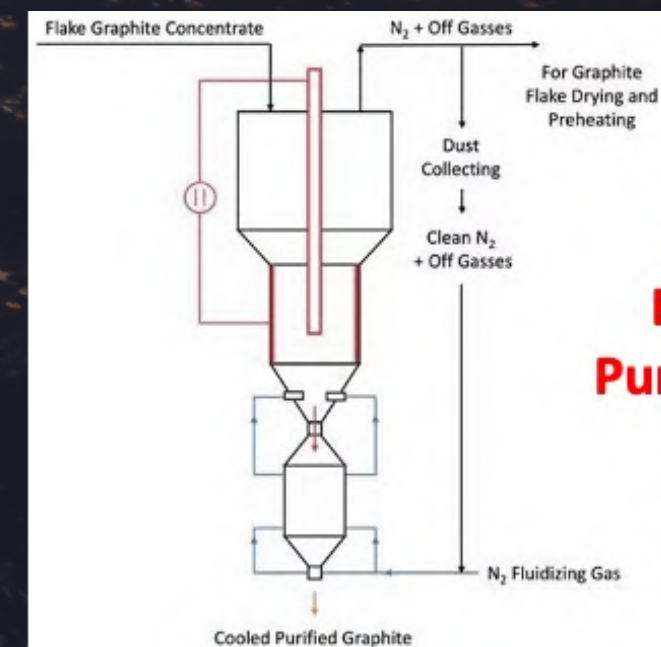 Flake Graphite Concentrate
N₂ + Off Gasses
For Graphite
Flake Drying and
Preheating
Dust
Collecting
Clean N₂
+ Off Gasses
N₂ Fluidizing Gas
Cooled Purified Graphite